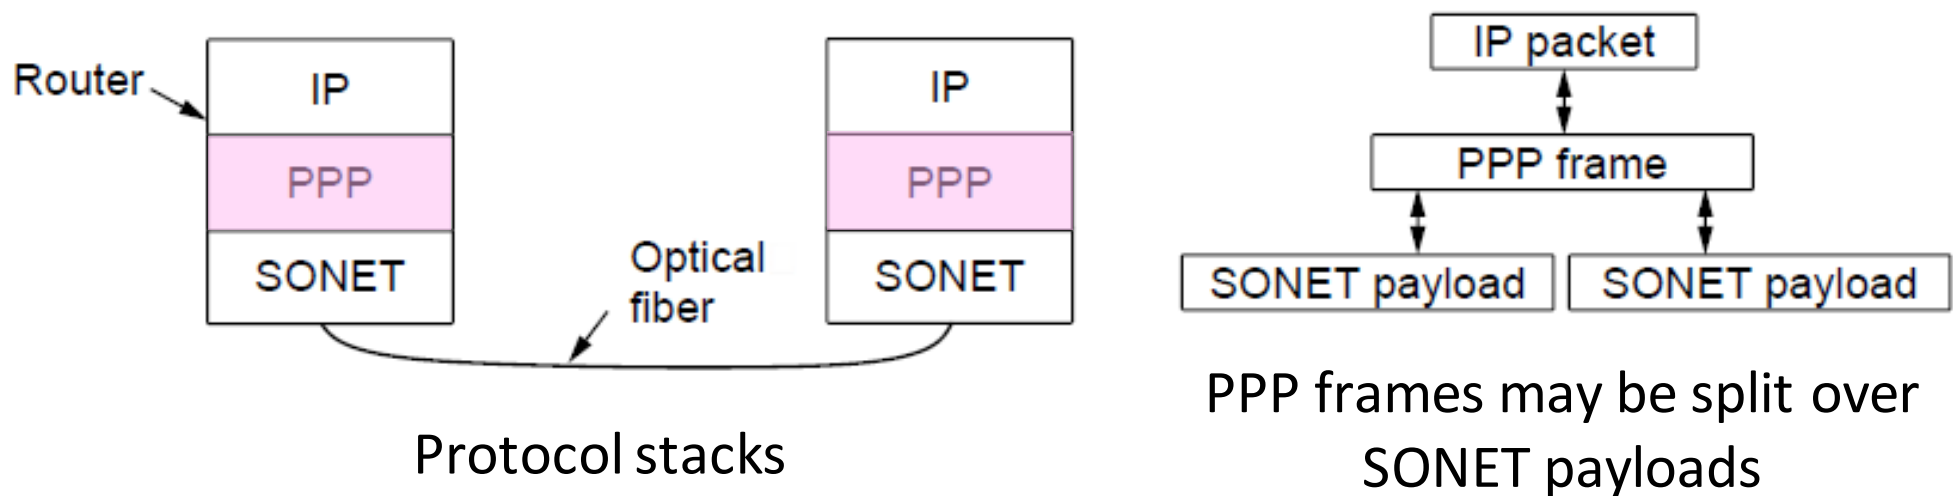 Router
IP
PPP
SONET
Optical
fiber
IP
PPP
SONET
Protocol stacks
IP packet
PPP frame
SONET payload
SONET payload
PPP frames may be split over
SONET payloads